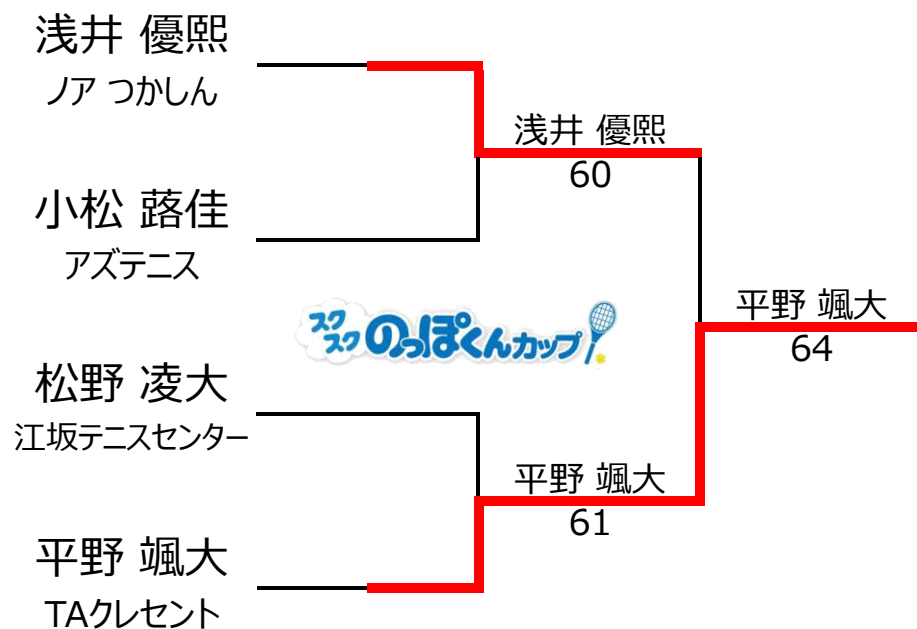 浅井 優熙
ノア つかしん
浅井 優熙
60
小松 蕗佳
アズテニス
スクスクのっぽくんカップ
平野 颯大
64
松野 凌大
江坂テニスセンター
平野 颯大
61
平野 颯大
TAクレセント